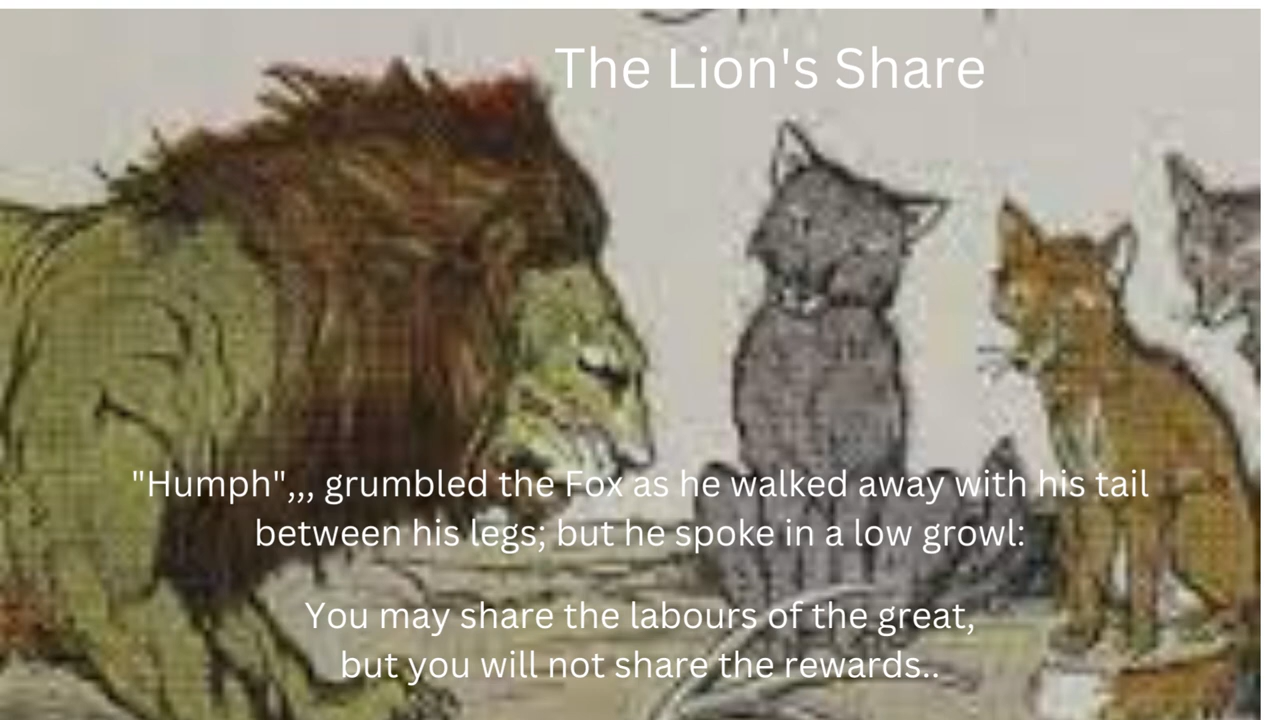 The Lion's Share
"Humph",,, grumbled the Fox as he walked away with his tail
between his legs; but he spoke in a low growl:
You may share the labours of the great,
but you will not share the rewards..